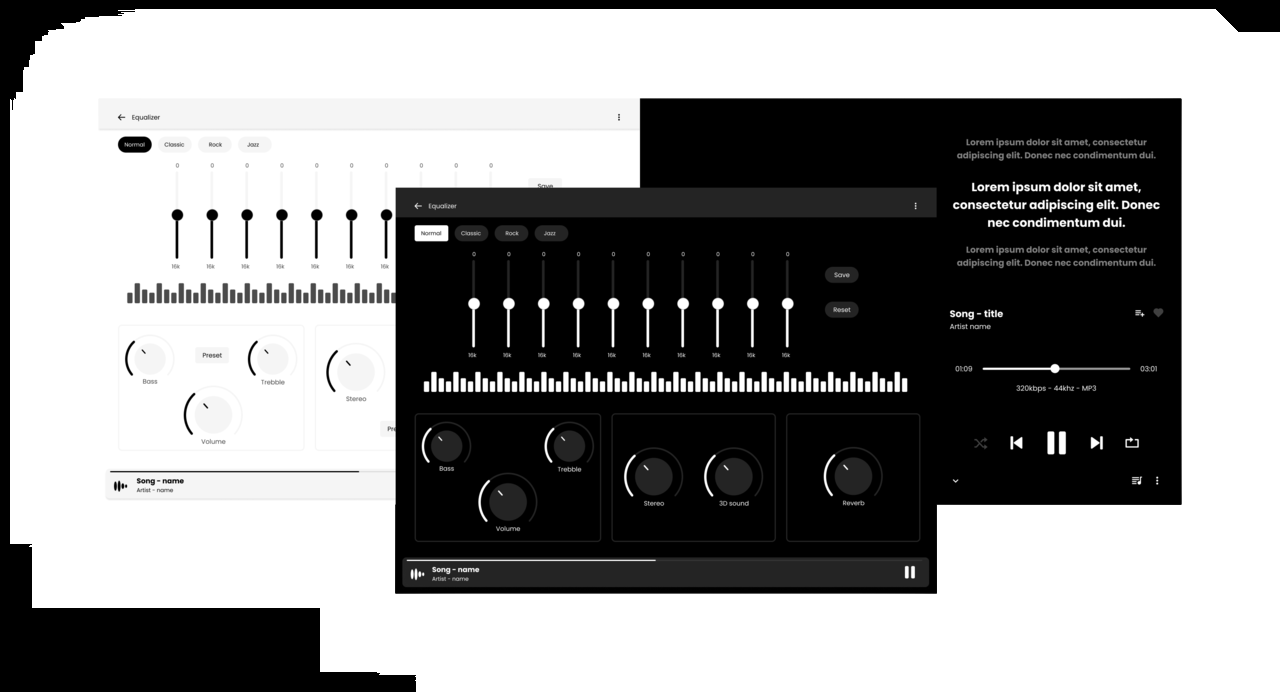 Equalizer
Normal Classic Rock Jazz
0 0 0 0 0 0 0 0 0 0
Save
16k 16k 16k 16k 16k 16k 16k
Preset
Bass
Trebble
Volume
Stereo
Song - name
Artist - name
Equalizer
Normal Classic Rock Jazz
0 0 0 0 0 0 0 0 0 0
Save
Reset
16k 16k 16k 16k 16k 16k 16k 16k 16k 16k
Bass
Trebble
Volume
Stereo
3D sound
Reverb
Song - name
Artist - name
Lorem ipsum dolor sit amet, consectetur
adipiscing elit. Donec nec condimentum dui.
Lorem ipsum dolor sit amet,
consectetur adipiscing elit. Donec
nec condimentum dui.
Lorem ipsum dolor sit amet, consectetur
adipiscing elit. Donec nec condimentum dui.
Song - title
Artist name
01:09 03:01
320kbps - 44khz - MP3